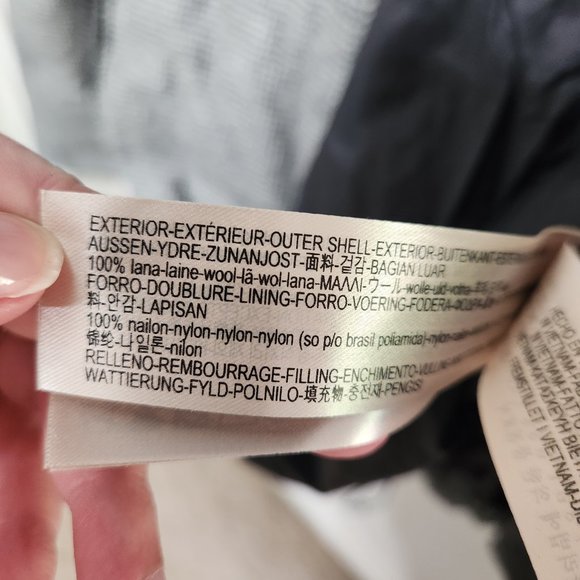 EXTERIOR-EXTÉRIEUR-OUTER SHELL-EXTERIOR-BUITENKANT-
AUSSEN-YDRE-ZUNANJOST-面料-겉감-BAGIAN LUAR
100% lana-laine-wool-lã-wol-lana-ΜΑΛΛΙ-ウール-wolle-uld-volna-
FORRO-DOUBLURE-LINING-FORRO-VOERING-FODERA-
料-안감-LAPISAN
100% nailon-nylon-nylon-nylon (so p/o brasil poliamida)-nylon-
锦纶-나일론-nilon
RELLENO-REMBOURRAGE-FILLING-ENCHIMENTO-VULLING
WATTIERUNG-FYLD-POLNILO-填充物-충전재-PENGISI